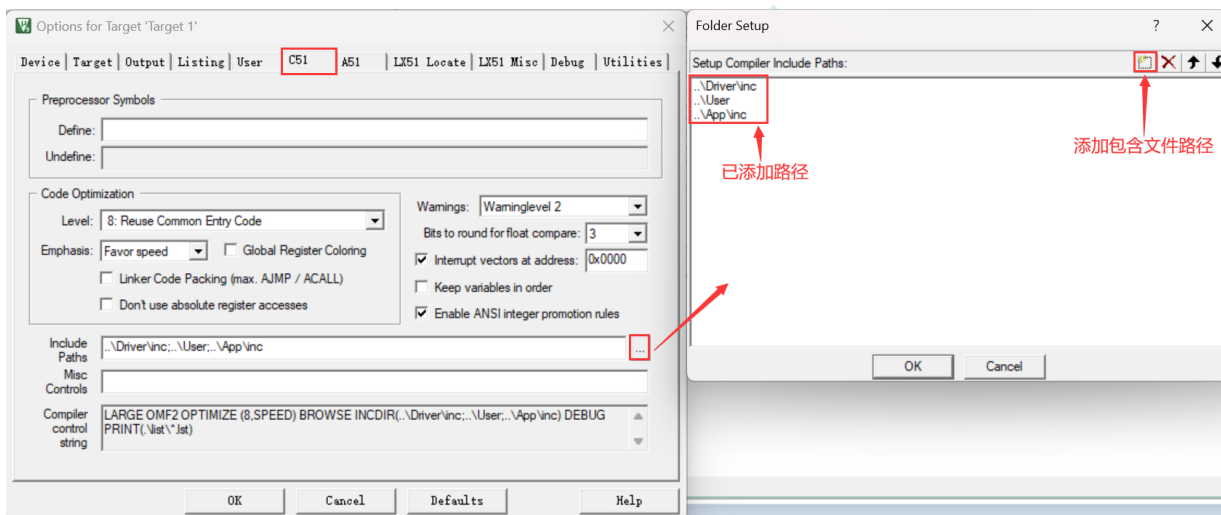 Options for Target 'Target 1'
Device Target Output Listing User C51 A51 LX51 Locate LX51 Misc Debug Utilities
Preprocessor Symbols
Define:
Undefine:
Code Optimization
Level: 8: Reuse Common Entry Code
Emphasis: Favor speed Global Register Coloring
Linker Code Packing (max. AJMP / ACALL)
Don't use absolute register accesses
Warnings: Warninglevel 2
Bits to round for float compare: 3
Interrupt vectors at address: 0x0000
Keep variables in order
Enable ANSI integer promotion rules
Include Paths ..\Driver\inc;..\User;..\App\inc ...
Misc Controls
Compiler control string
LARGE OMF2 OPTIMIZE (8,SPEED) BROWSE INCDIR(..\Driver\inc;..\User;..\App\inc) DEBUG
PRINT(.\list\*.lst)
OK Cancel Defaults Help
Folder Setup ?
Setup Compiler Include Paths:
..\Driver\inc
..\User
..\App\inc
已添加路径
添加包含文件路径
OK Cancel